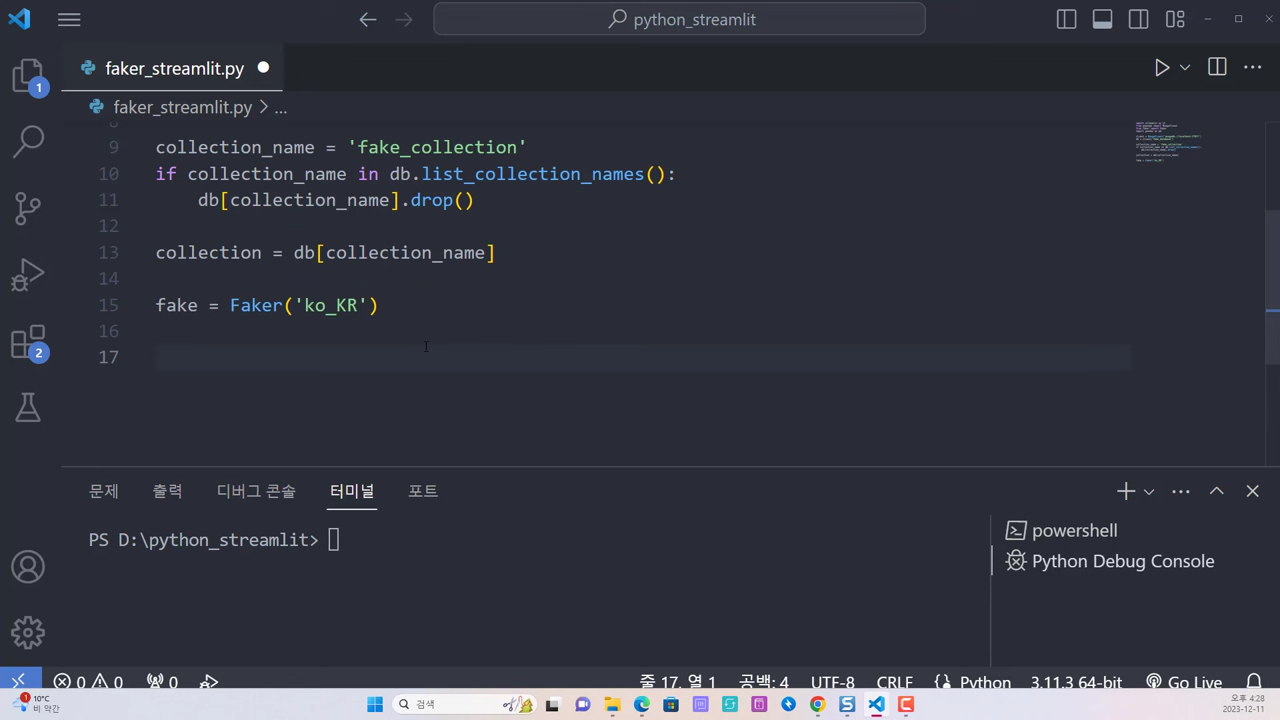 python_streamlit
faker_streamlit.py
1
faker_streamlit.py > ...
9 collection_name = 'fake_collection'
10 if collection_name in db.list_collection_names():
11 db[collection_name].drop()
12
13 collection = db[collection_name]
14
15 fake = Faker('ko_KR')
16
17
2
문제 출력 디버그 콘솔 터미널 포트
PS D:\python_streamlit>
powershell
Python Debug Console
0 0 0 줄 17, 열 1 공백: 4 UTF-8 CRLF {} Python 3.11.3 64-bit Go Live
1
10°C
비 약간
검색
오후 4:28
2023-12-11